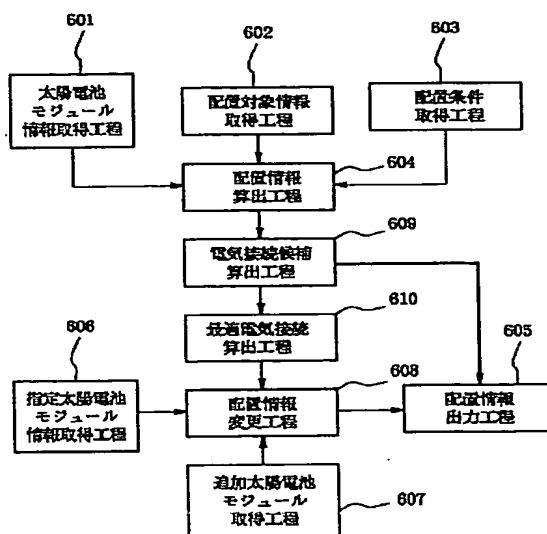 601
602
603
太陽電池
モジュール
情報取得工程
配置対象情報
取得工程
配置条件
取得工程
604
配置情報
算出工程
609
電気接続候補
算出工程
610
最適電気接続
算出工程
606
605
指定太陽電池
モジュール
情報取得工程
608
配置情報
変更工程
配置情報
出力工程
追加太陽電池
モジュール
取得工程
607